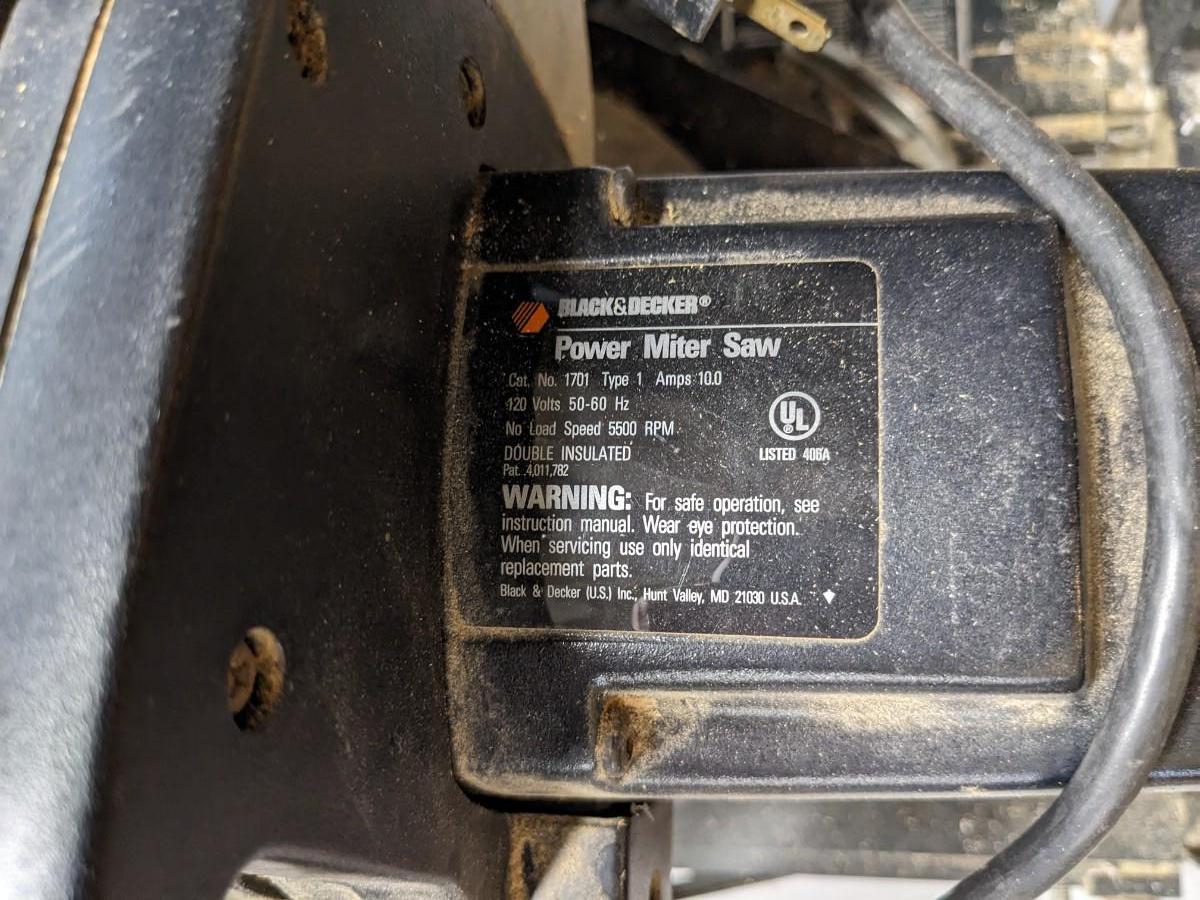 BLACK&DECKER®
Power Miter Saw
Cat. No. 1701 Type 1 Amps 10.0
120 Volts 50-60 Hz
No Load Speed 5500 RPM
DOUBLE INSULATED
Pat. 4,011,782
UL
®
LISTED 406A
WARNING: For safe operation, see
instruction manual. Wear eye protection.
When servicing use only identical
replacement parts.
Black & Decker (U.S.) Inc., Hunt Valley, MD 21030 U.S.A.